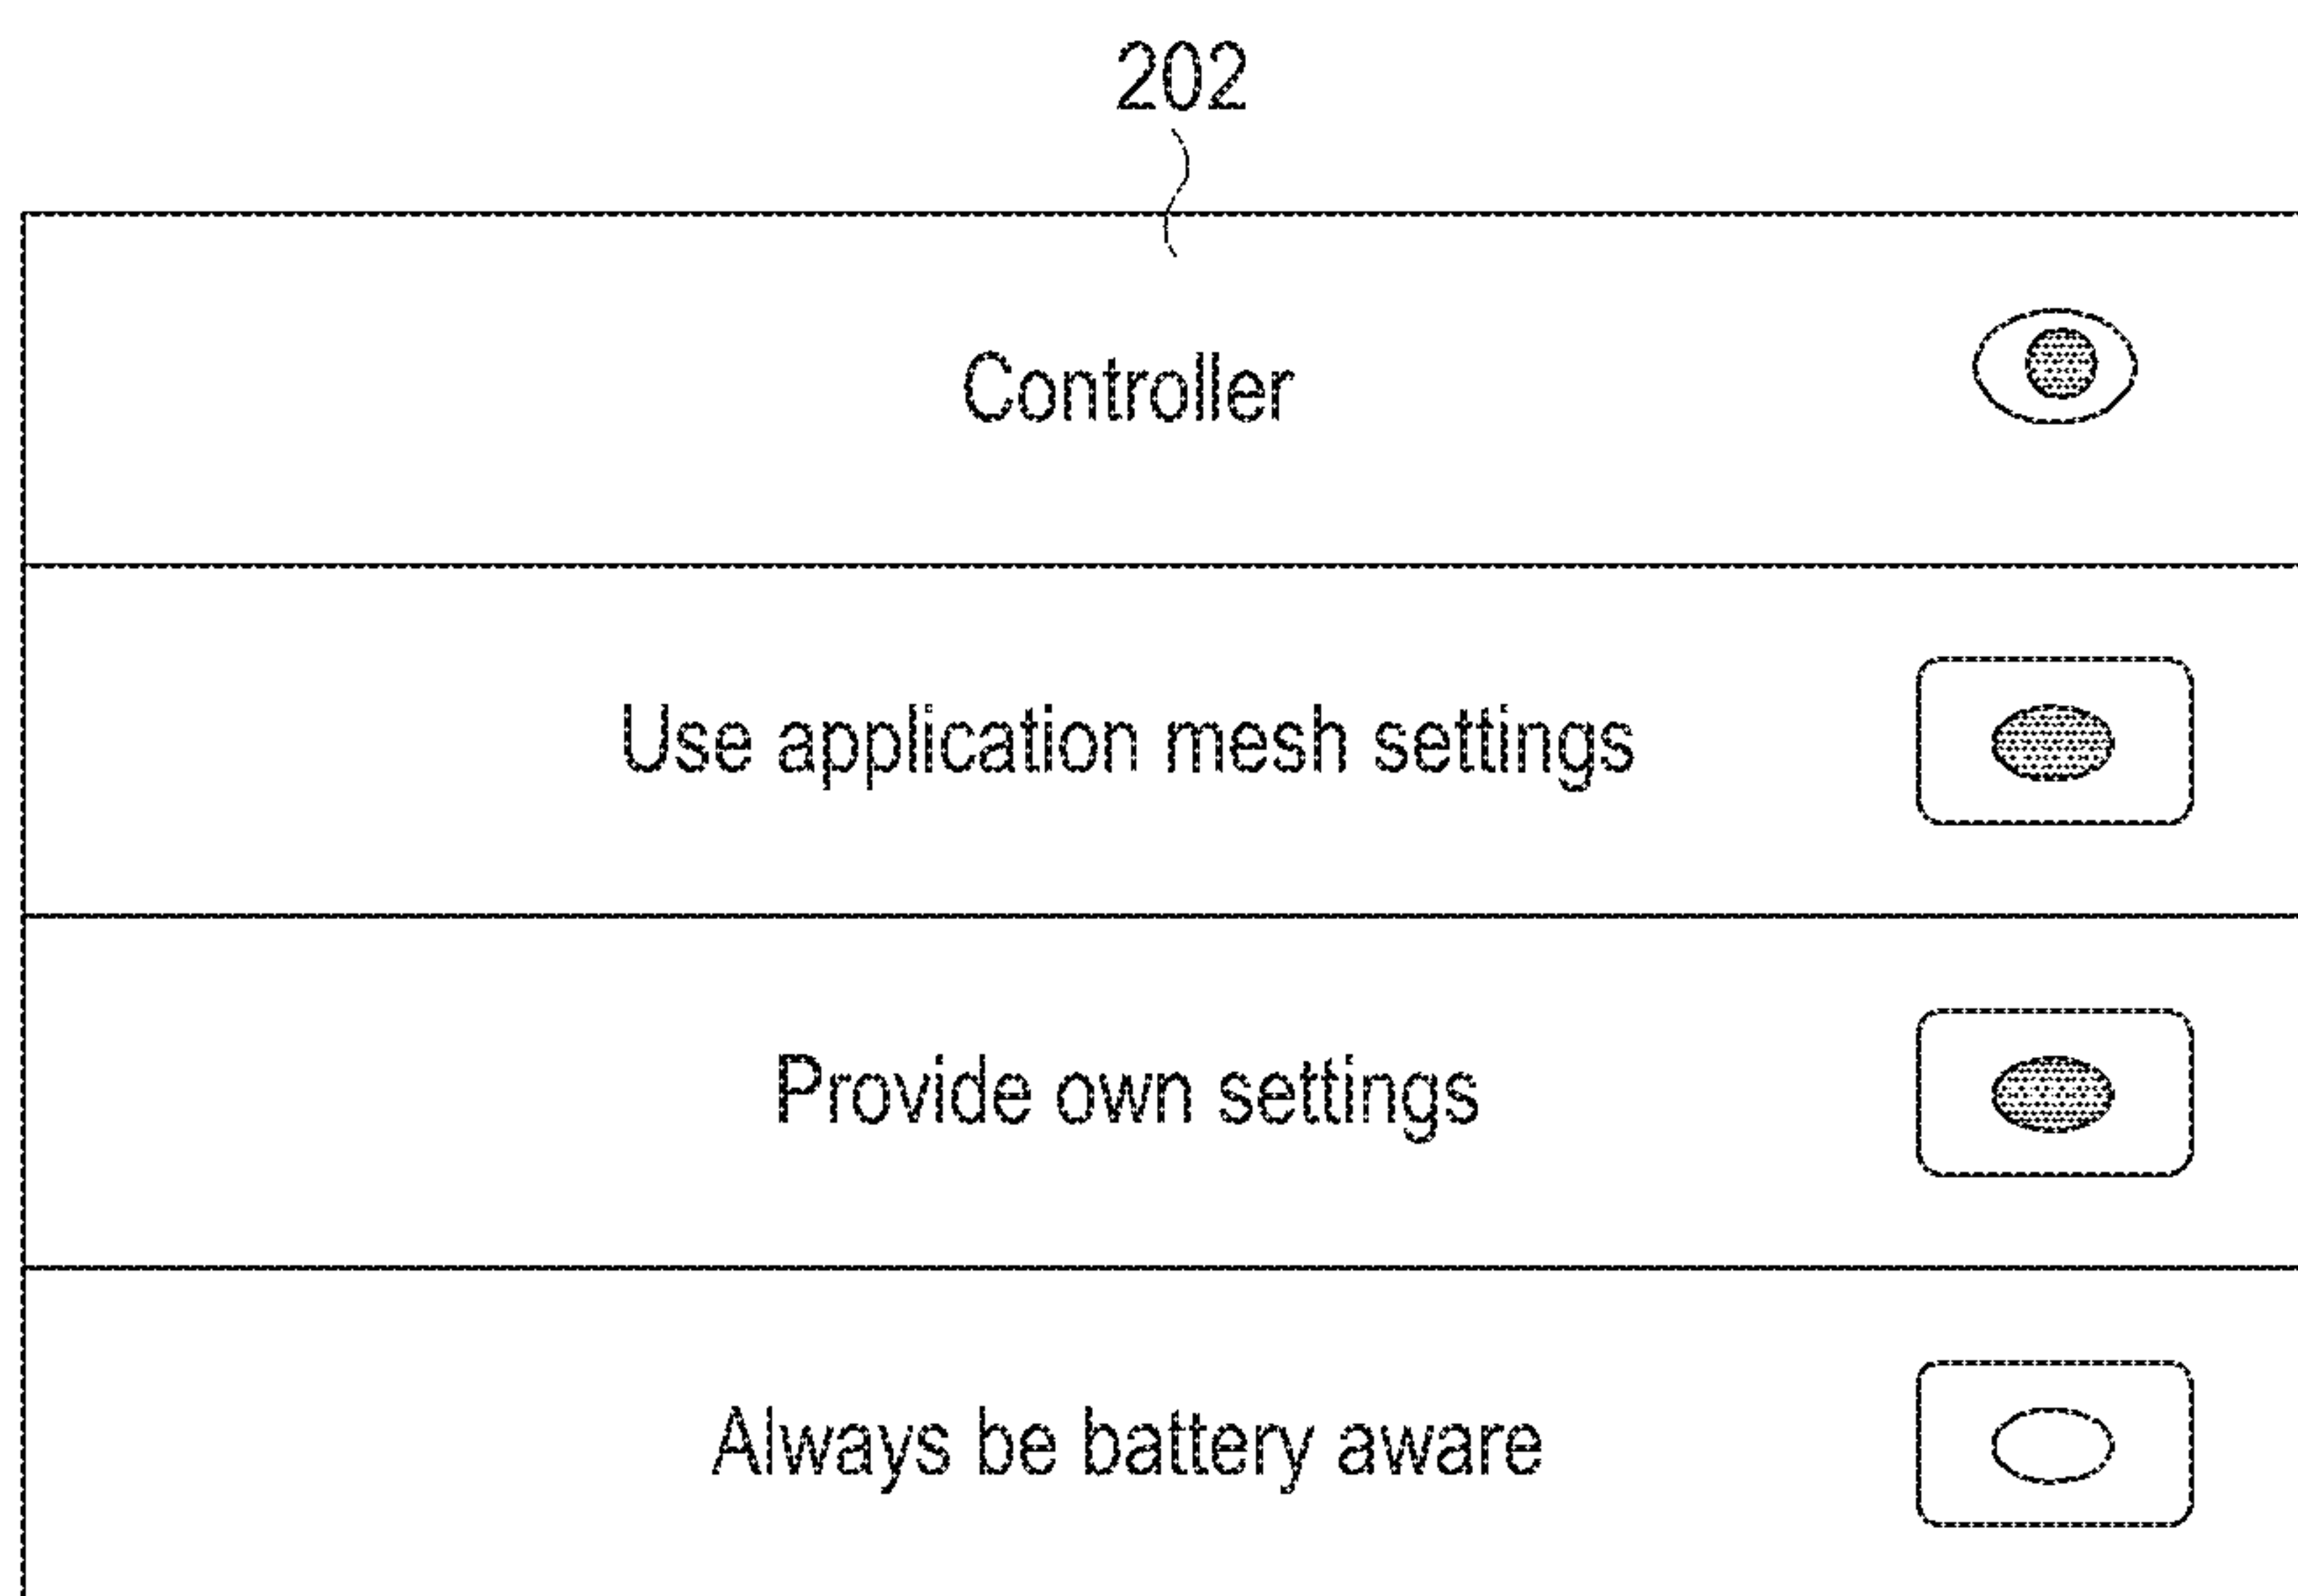 202
Controller
Use application mesh settings
Provide own settings
Always be battery aware